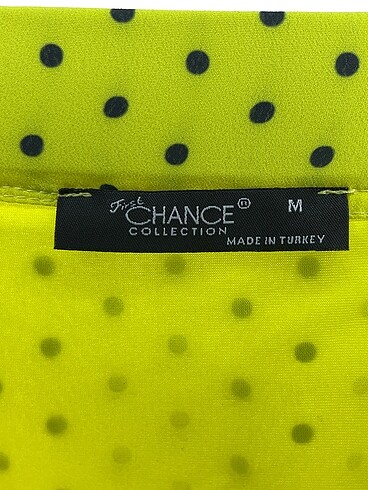 First
CHANCE ® M
COLLECTION
MADE IN TURKEY